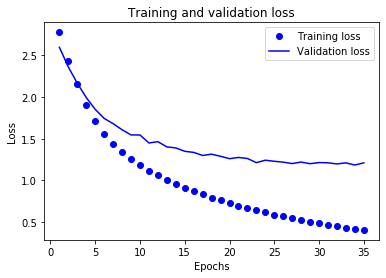 Training and validation loss
Training loss
Validation loss
2.5
2.0
1.5
1.0
0.5
Loss
0
5
10
15
20
25
30
35
Epochs